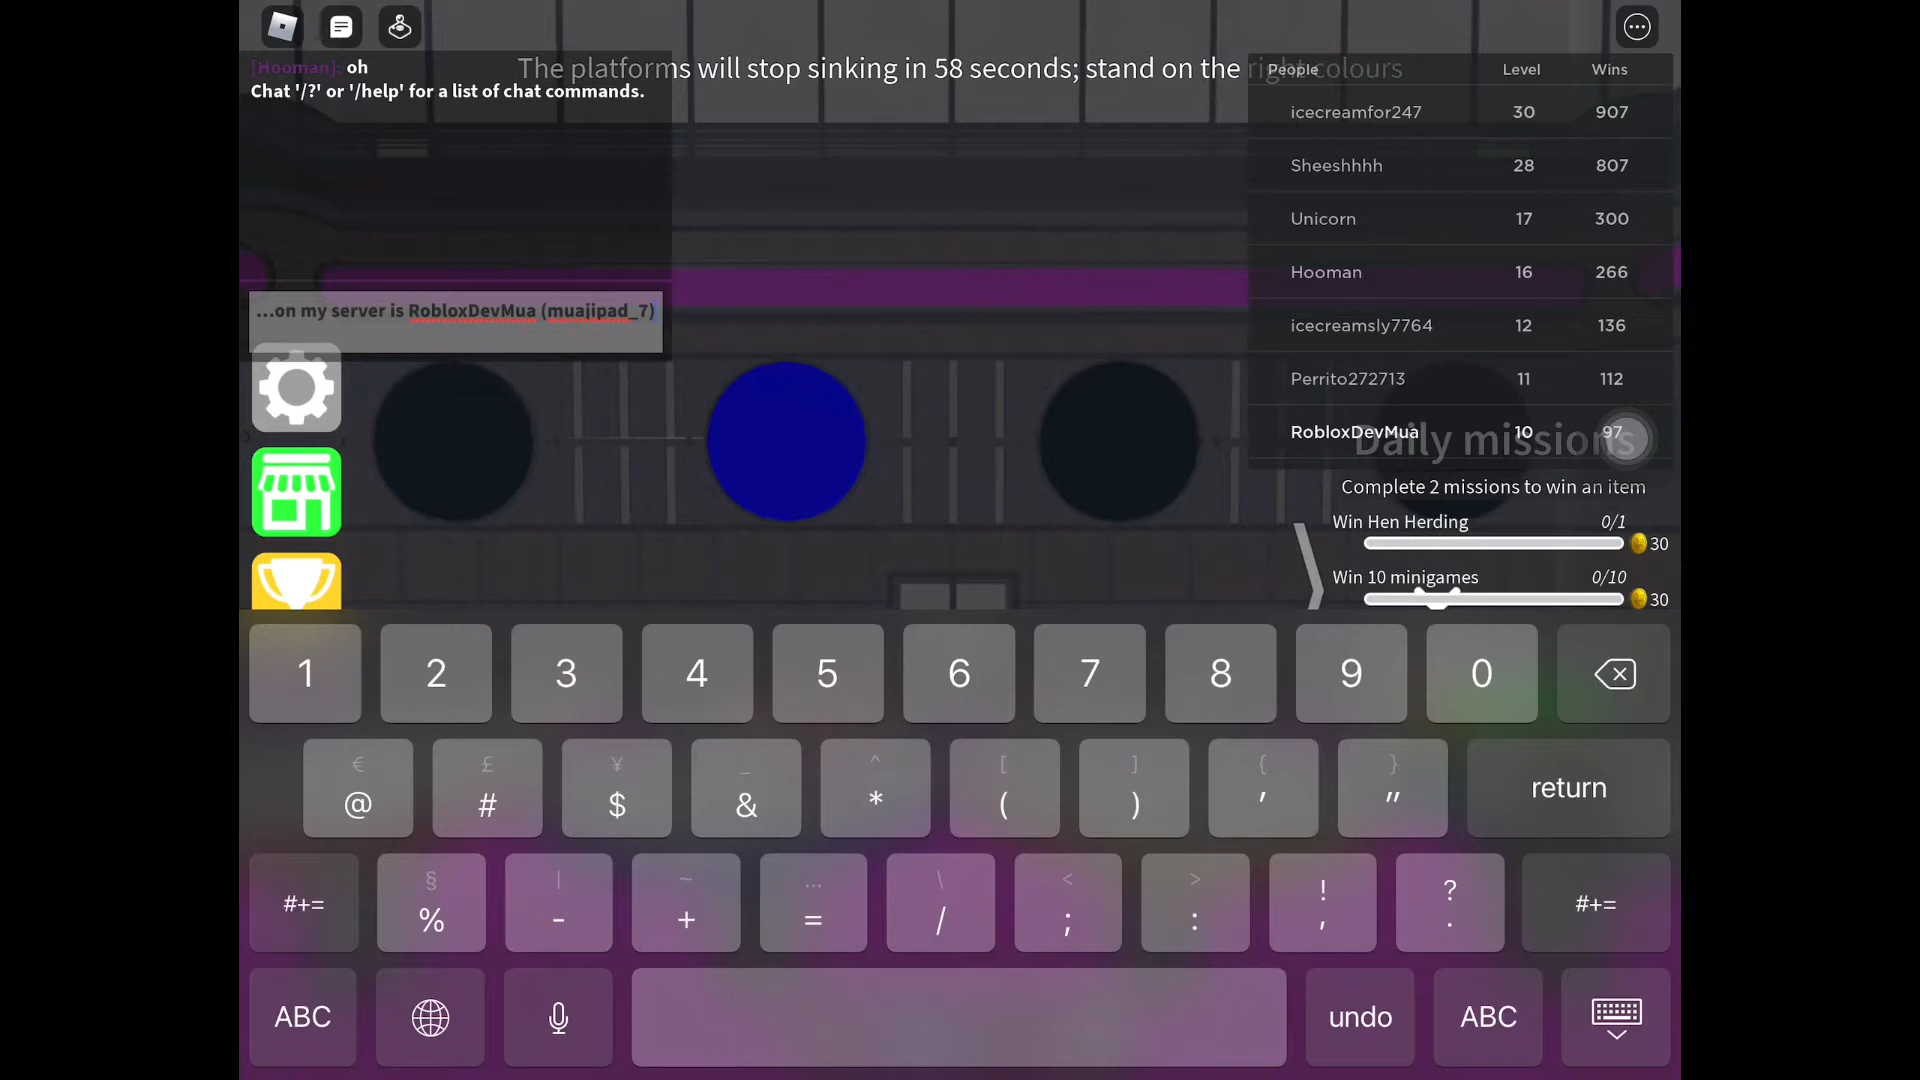 The platforms will stop sinking in 58 seconds; stand on the right colours
[Hooman]: oh
Chat '/?' or '/help' for a list of chat commands.
People Level Wins
icecreamfor247 30 907
Sheeshhhh 28 807
Unicorn 17 300
Hooman 16 266
icecreamsly7764 12 136
Perrito272713 11 112
RobloxDevMua 10 97
...on my server is RobloxDevMua (muajipad_7)
Daily missions
Complete 2 missions to win an item
Win Hen Herding 0/1
30
Win 10 minigames 0/10
30
1 2 3 4 5 6 7 8 9 0
€ £ ¥ _ ^ [ ] { }
@ # $ & * ( ) ' " return
§ | ~ … \ < > ! ?
#+= % - + = / ; : , . #+=
ABC undo ABC